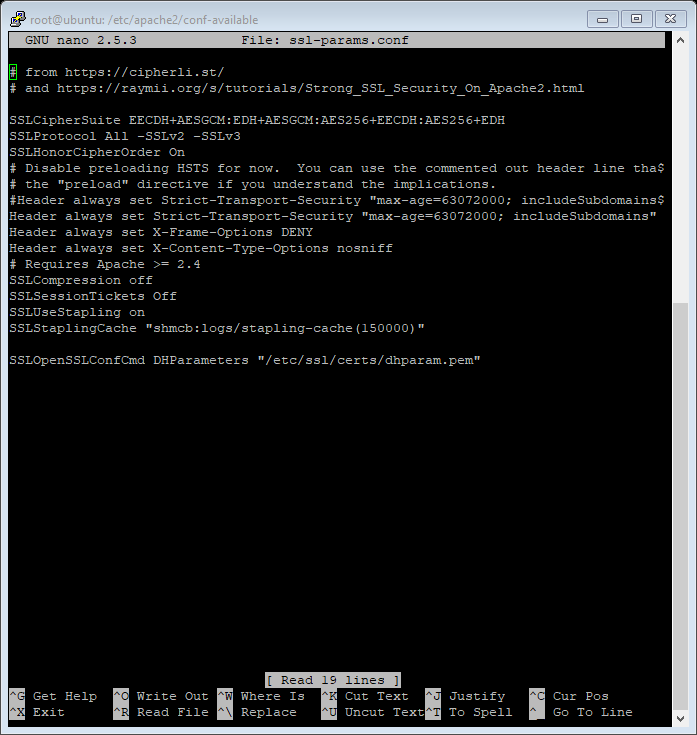 root@ubuntu: /etc/apache2/conf-available
GNU nano 2.5.3 File: ssl-params.conf
# from https://cipherli.st/
# and https://raymii.org/s/tutorials/Strong_SSL_Security_On_Apache2.html
SSLCipherSuite EECDH+AESGCM:EDH+AESGCM:AES256+EECDH:AES256+EDH
SSLProtocol All -SSLv2 -SSLv3
SSLHonorCipherOrder On
# Disable preloading HSTS for now.  You can use the commented out header line tha$
# the "preload" directive if you understand the implications.
#Header always set Strict-Transport-Security "max-age=63072000; includeSubdomains$
Header always set Strict-Transport-Security "max-age=63072000; includeSubdomains"
Header always set X-Frame-Options DENY
Header always set X-Content-Type-Options nosniff
# Requires Apache >= 2.4
SSLCompression off
SSLSessionTickets Off
SSLUseStapling on
SSLStaplingCache "shmcb:logs/stapling-cache(150000)"
SSLOpenSSLConfCmd DHParameters "/etc/ssl/certs/dhparam.pem"
[ Read 19 lines ]
^G Get Help ^O Write Out ^W Where Is ^K Cut Text ^J Justify ^C Cur Pos
^X Exit ^R Read File ^\ Replace ^U Uncut Text ^T To Spell ^_ Go To Line